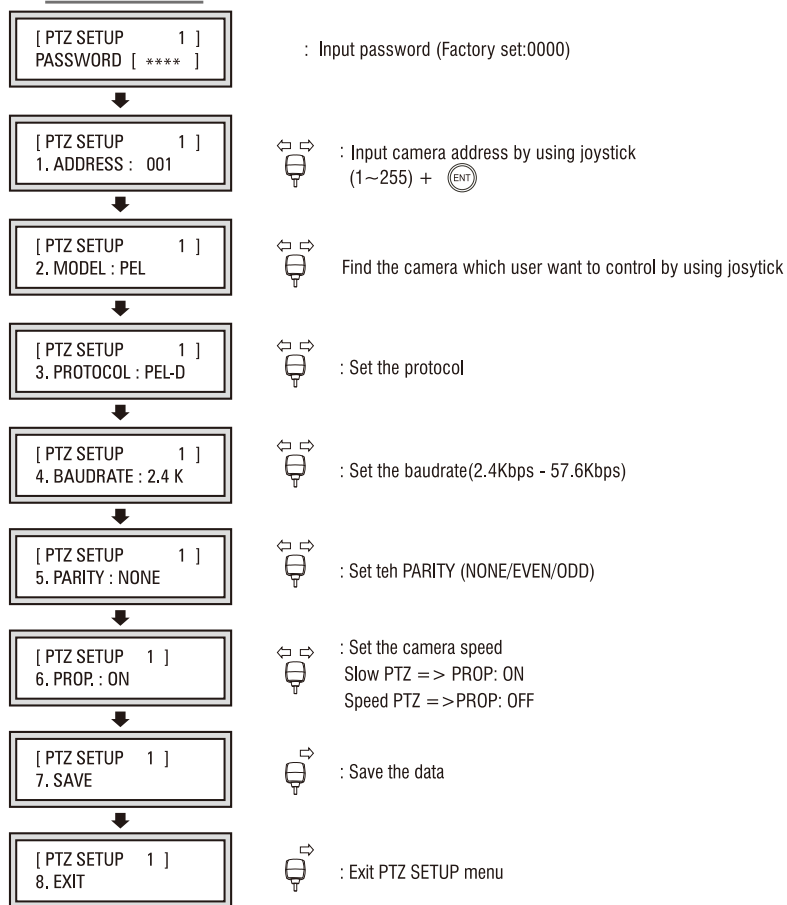 [ PTZ SETUP 1 ]
PASSWORD [ **** ]
: Input password (Factory set:0000)
[ PTZ SETUP 1 ]
1. ADDRESS : 001
: Input camera address by using joystick
(1~255) + ENT
[ PTZ SETUP 1 ]
2. MODEL : PEL
Find the camera which user want to control by using josytick
[ PTZ SETUP 1 ]
3. PROTOCOL : PEL-D
: Set the protocol
[ PTZ SETUP 1 ]
4. BAUDRATE : 2.4 K
: Set the baudrate(2.4Kbps - 57.6Kbps)
[ PTZ SETUP 1 ]
5. PARITY : NONE
: Set teh PARITY (NONE/EVEN/ODD)
[ PTZ SETUP 1 ]
6. PROP. : ON
: Set the camera speed
Slow PTZ => PROP: ON
Speed PTZ =>PROP: OFF
[ PTZ SETUP 1 ]
7. SAVE
: Save the data
[ PTZ SETUP 1 ]
8. EXIT
: Exit PTZ SETUP menu